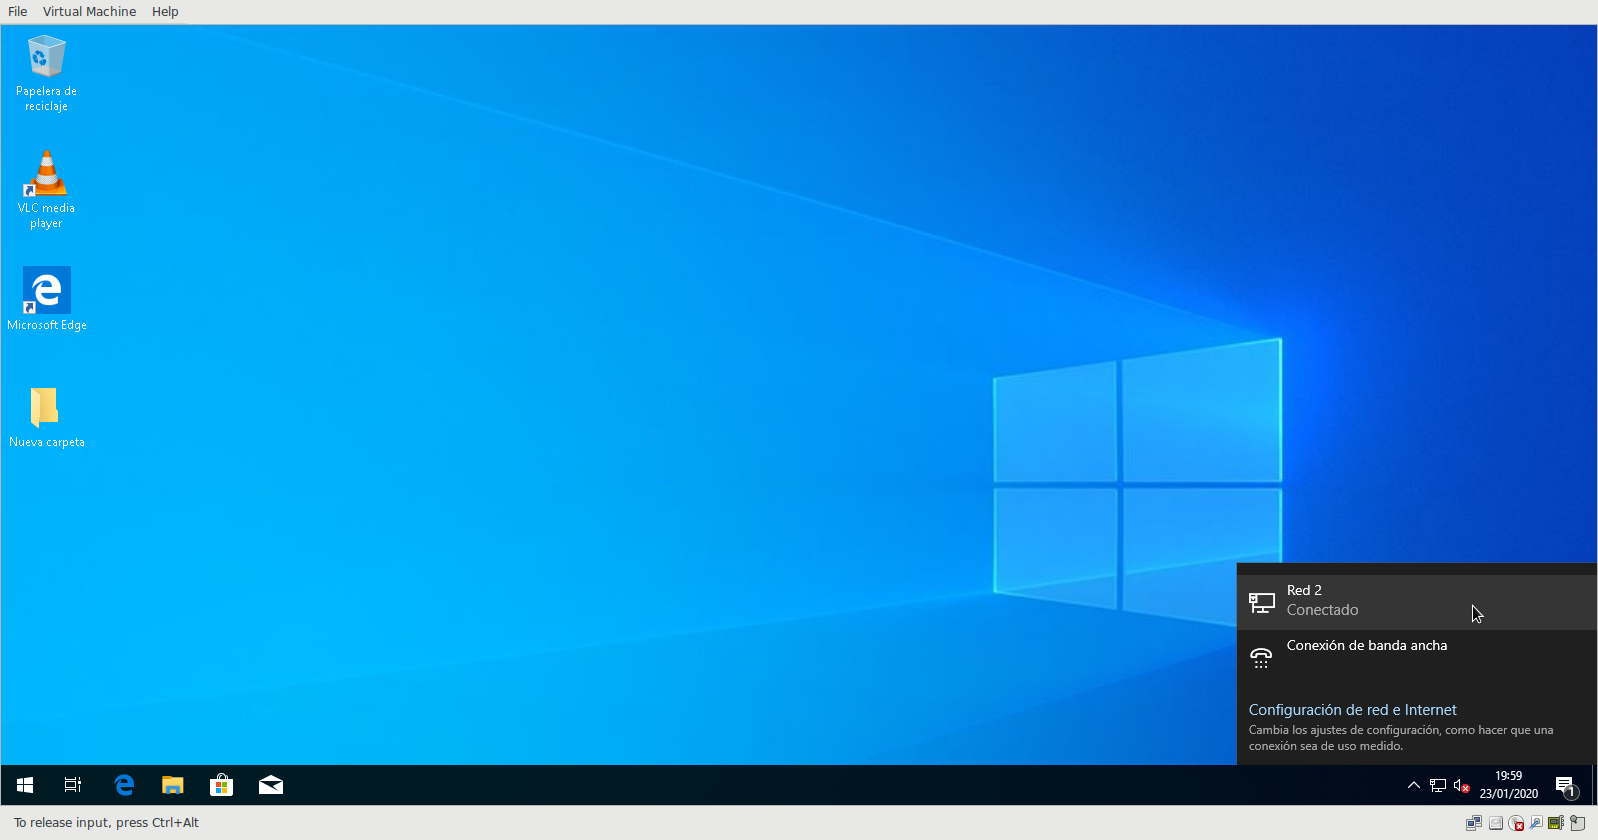 File Virtual Machine Help
Papelera de
reciclaje
VLC media
player
Microsoft Edge
Nueva carpeta
Red 2
Conectado
Conexión de banda ancha
Configuración de red e Internet
Cambia los ajustes de configuración, como hacer que una
conexión sea de uso medido.
19:59
23/01/2020
1
To release input, press Ctrl+Alt